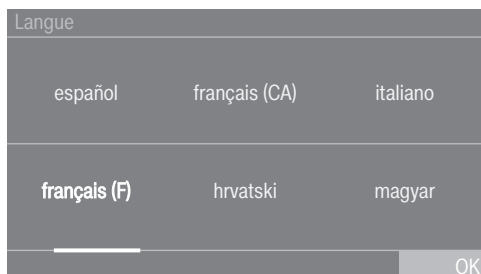 Langue
español français (CA) italiano
français (F) hrvatski magyar
OK